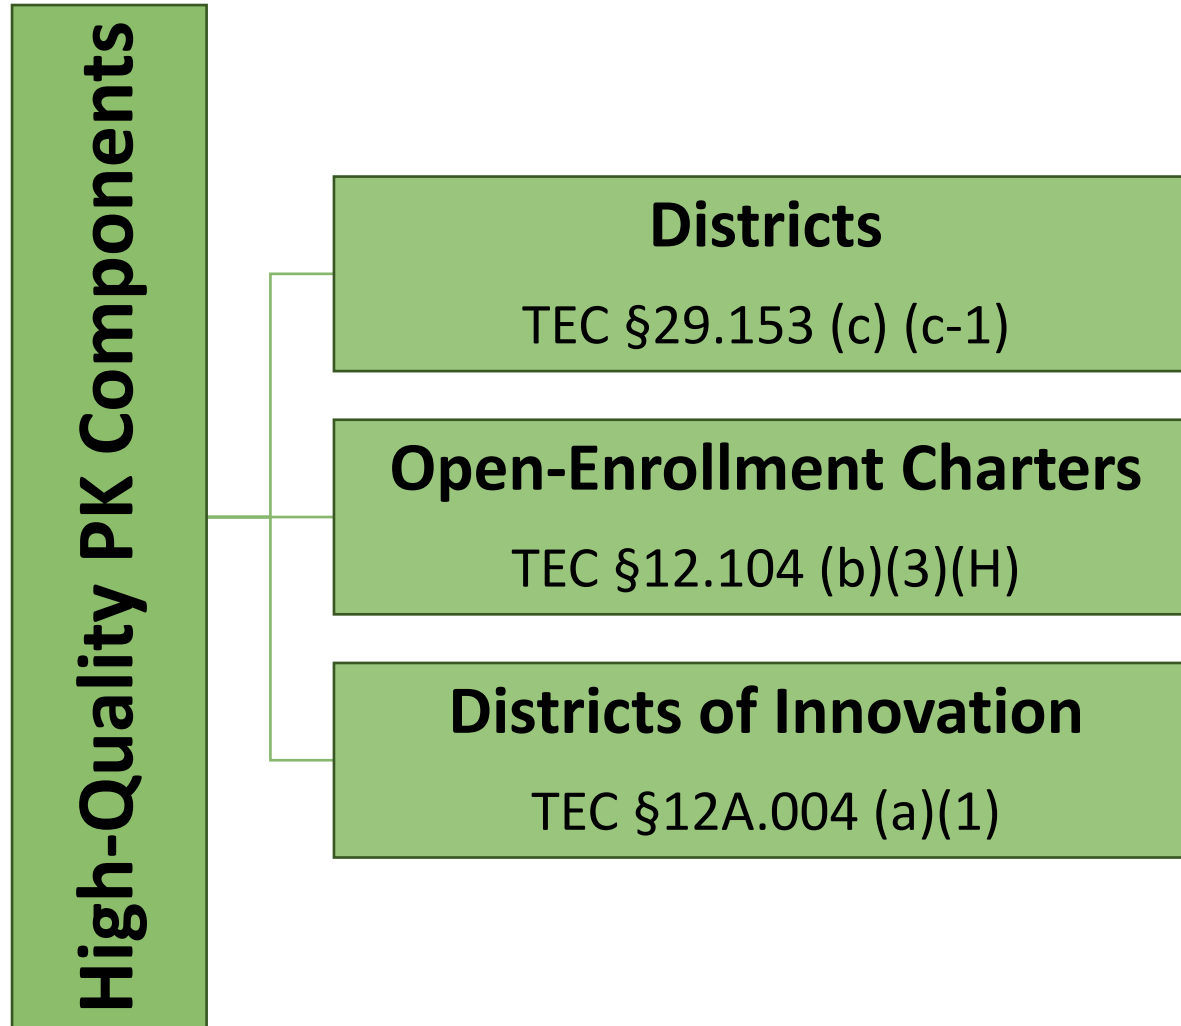 High-Quality PK Components
Districts
TEC §29.153 (c) (c-1)
Open-Enrollment Charters
TEC §12.104 (b)(3)(H)
Districts of Innovation
TEC §12A.004 (a)(1)